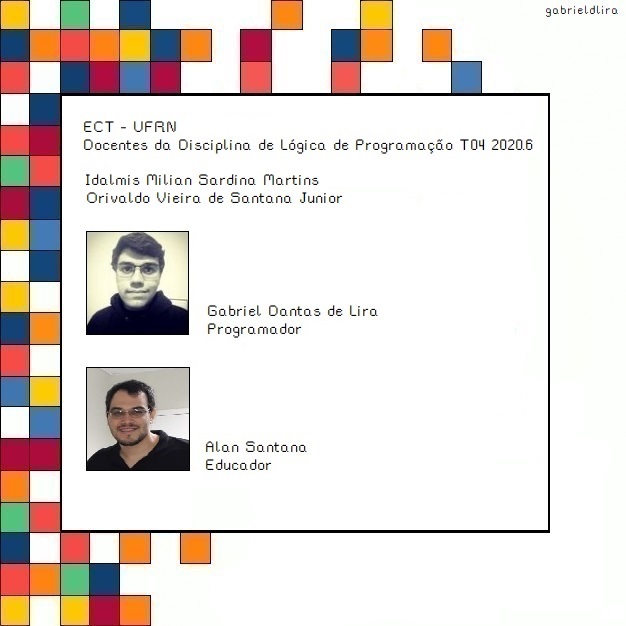 gabrieldlira
ECT - UFRN
Docentes da Disciplina de Lógica de Programação T04 2020.6
Idalmis Milian Sardina Martins
Orivaldo Vieira de Santana Junior
Gabriel Dantas de Lira
Programador
Alan Santana
Educador